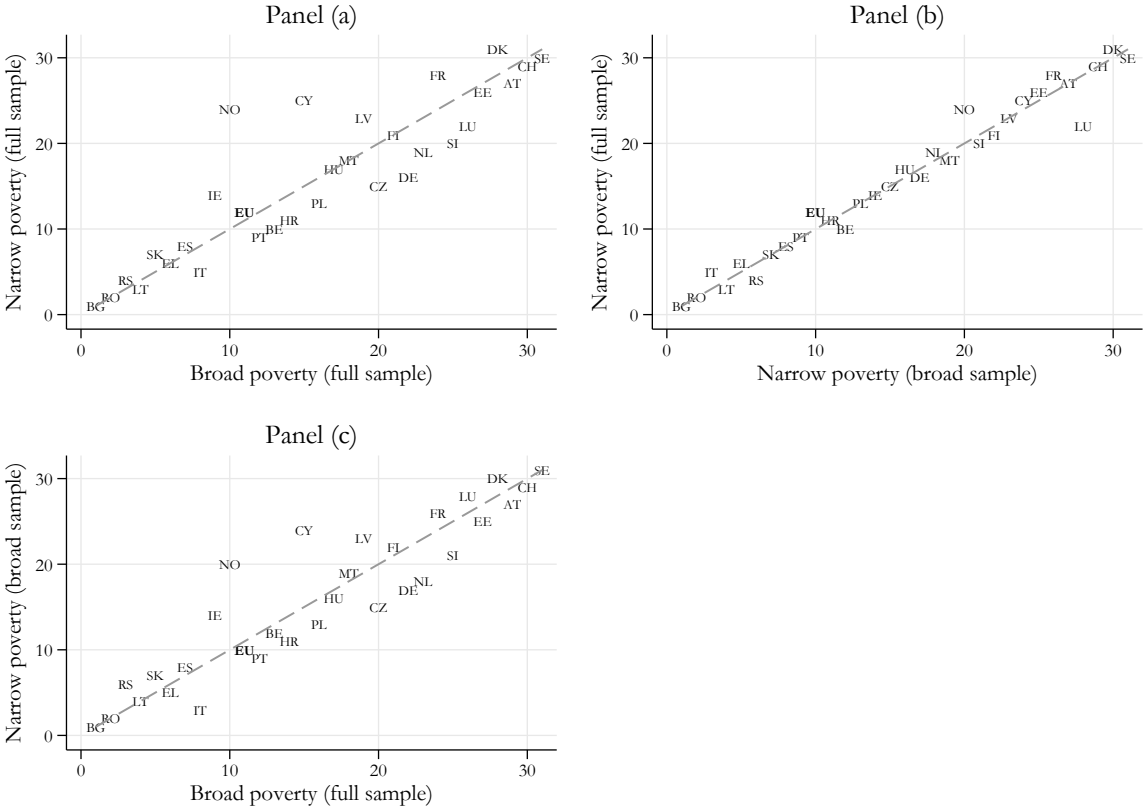 Panel (a)
Narrow poverty (full sample)
30
20
10
0
DK
SE
CH
FR
AT
EE
CY
NO
LV
LU
FI
SI
NL
MT
HU
DE
CZ
IE
PL
EU
HR
BE
PT
ES
SK
EL
IT
RS
LT
RO
BG
0 10 20 30
Broad poverty (full sample)
Panel (b)
Narrow poverty (full sample)
30
20
10
0
DK
SE
CH
FR
AT
EE
CY
NO
LV
LU
FI
SI
NL
MT
HU
DE
CZ
IE
PL
EU
HR
BE
PT
ES
SK
EL
IT
RS
LT
RO
BG
0 10 20 30
Narrow poverty (broad sample)
Panel (c)
Narrow poverty (broad sample)
30
20
10
0
SE
DK
CH
LU
AT
FR
EE
CY
LV
FI
SI
NO
MT
NL
DE
HU
CZ
IE
PL
BE
HR
EU
PT
ES
SK
RS
EL
LT
IT
RO
BG
0 10 20 30
Broad poverty (full sample)